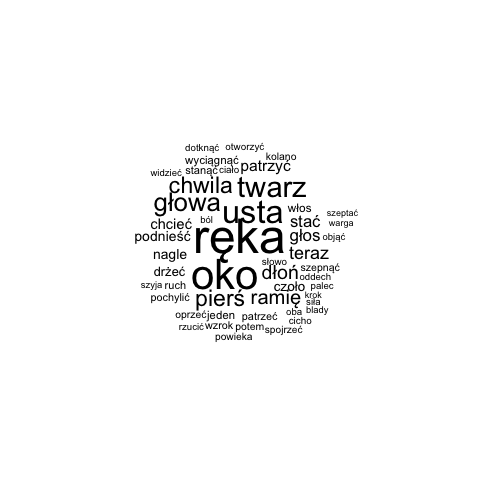 dotknąć otworzyć
wyciągnąć kolano
widzieć stanąć ciało patrzyć
chwila twarz
głowa usta włos szeptać
chcieć ból stać warga
podnieść ręka głos objąć
nagle słowo teraz
drżeć oko dłoń szepnąć
szyja ruch czoło oddech palec
pochylić pierś ramię krok siła
oprzeć jeden patrzeć oba blady
rzucić wzrok potem cicho spojrzeć
powieka